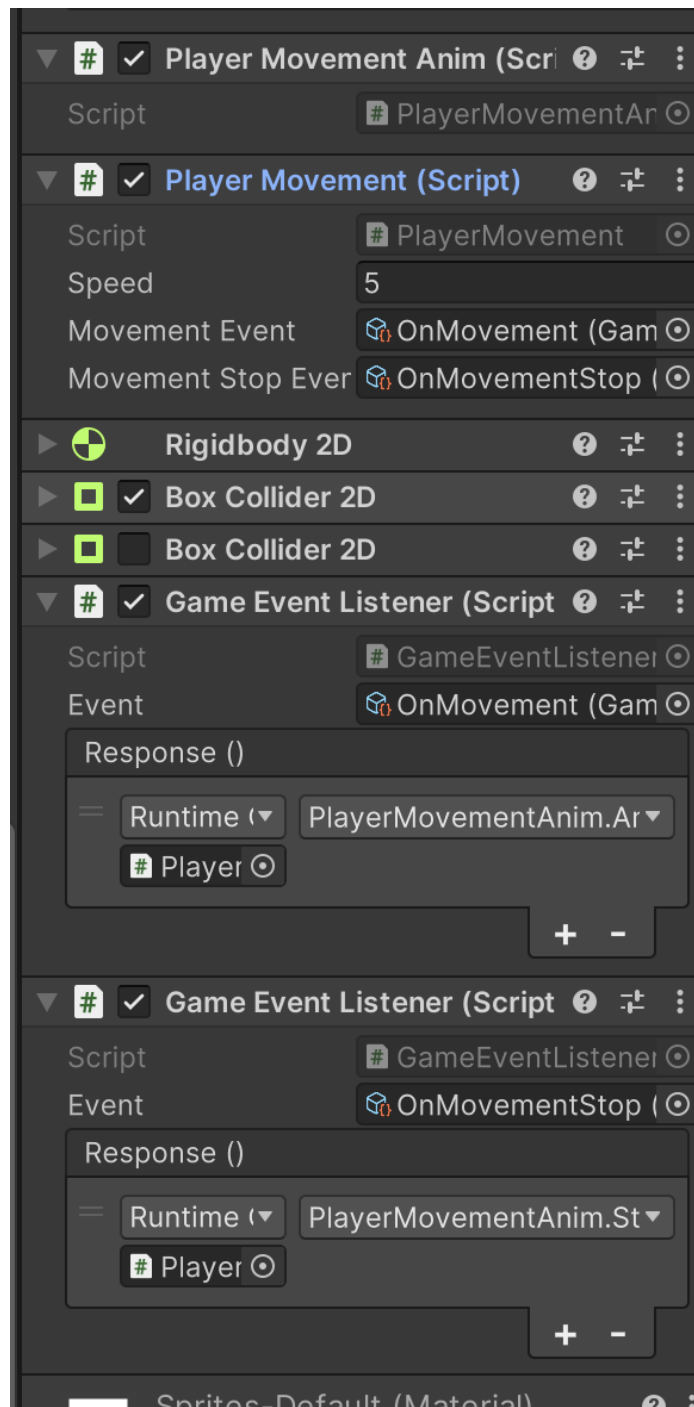 Player Movement Anim (Scri
Script PlayerMovementAn
Player Movement (Script)
Script PlayerMovement
Speed 5
Movement Event OnMovement (Gam
Movement Stop Ever OnMovementStop (
Rigidbody 2D
Box Collider 2D
Box Collider 2D
Game Event Listener (Script
Script GameEventListener
Event OnMovement (Gam
Response ()
Runtime ( PlayerMovementAnim.Ar
# Player
+ -
Game Event Listener (Script
Script GameEventListener
Event OnMovementStop (
Response ()
Runtime ( PlayerMovementAnim.St
# Player
+ -
Sprites-Default (Material)